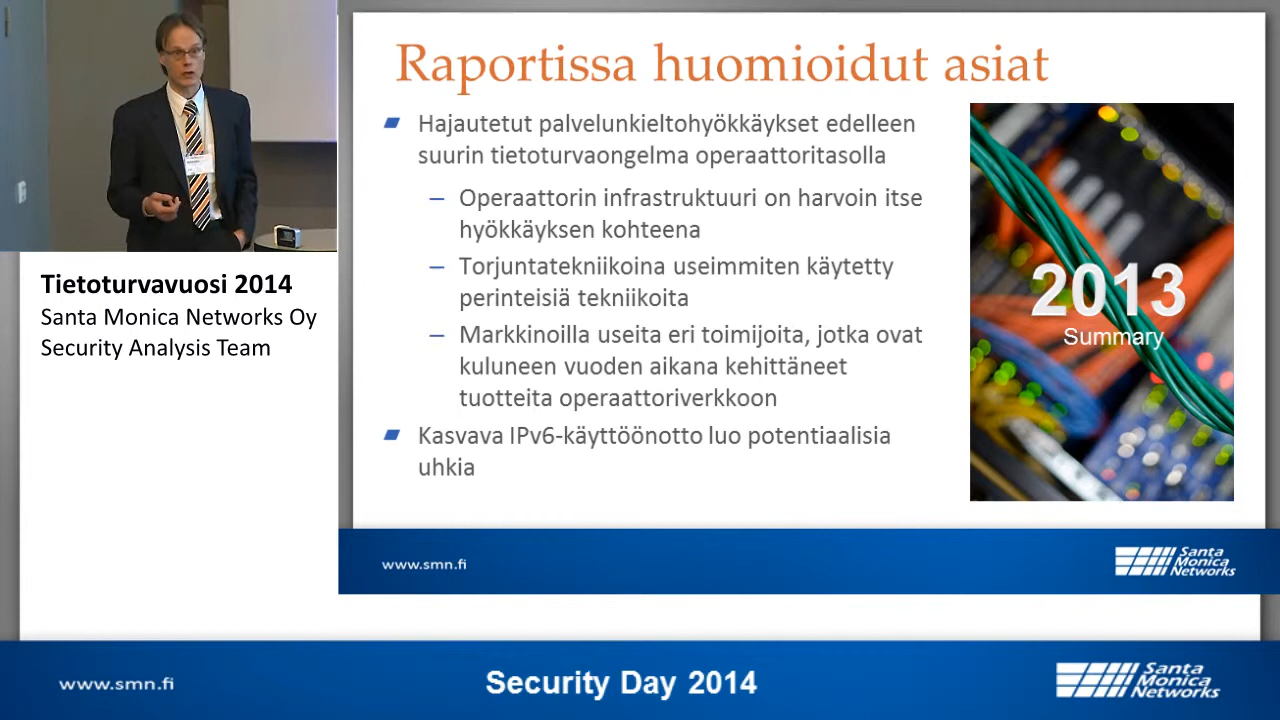 Raportissa huomioidut asiat
Hajautetut palvelunkieltohyökkäykset edelleen
suurin tietoturvaongelma operaattoritasolla
– Operaattorin infrastruktuuri on harvoin itse
hyökkäyksen kohteena
– Torjuntatekniikoina useimmiten käytetty
perinteisiä tekniikoita
– Markkinoilla useita eri toimijoita, jotka ovat
kuluneen vuoden aikana kehittäneet
tuotteita operaattoriverkkoon
Kasvava IPv6-käyttöönotto luo potentiaalisia
uhkia
2013
Summary
www.smn.fi
Santa
Monica
Networks
Tietoturvavuosi 2014
Santa Monica Networks Oy
Security Analysis Team
www.smn.fi
Security Day 2014
Santa
Monica
Networks